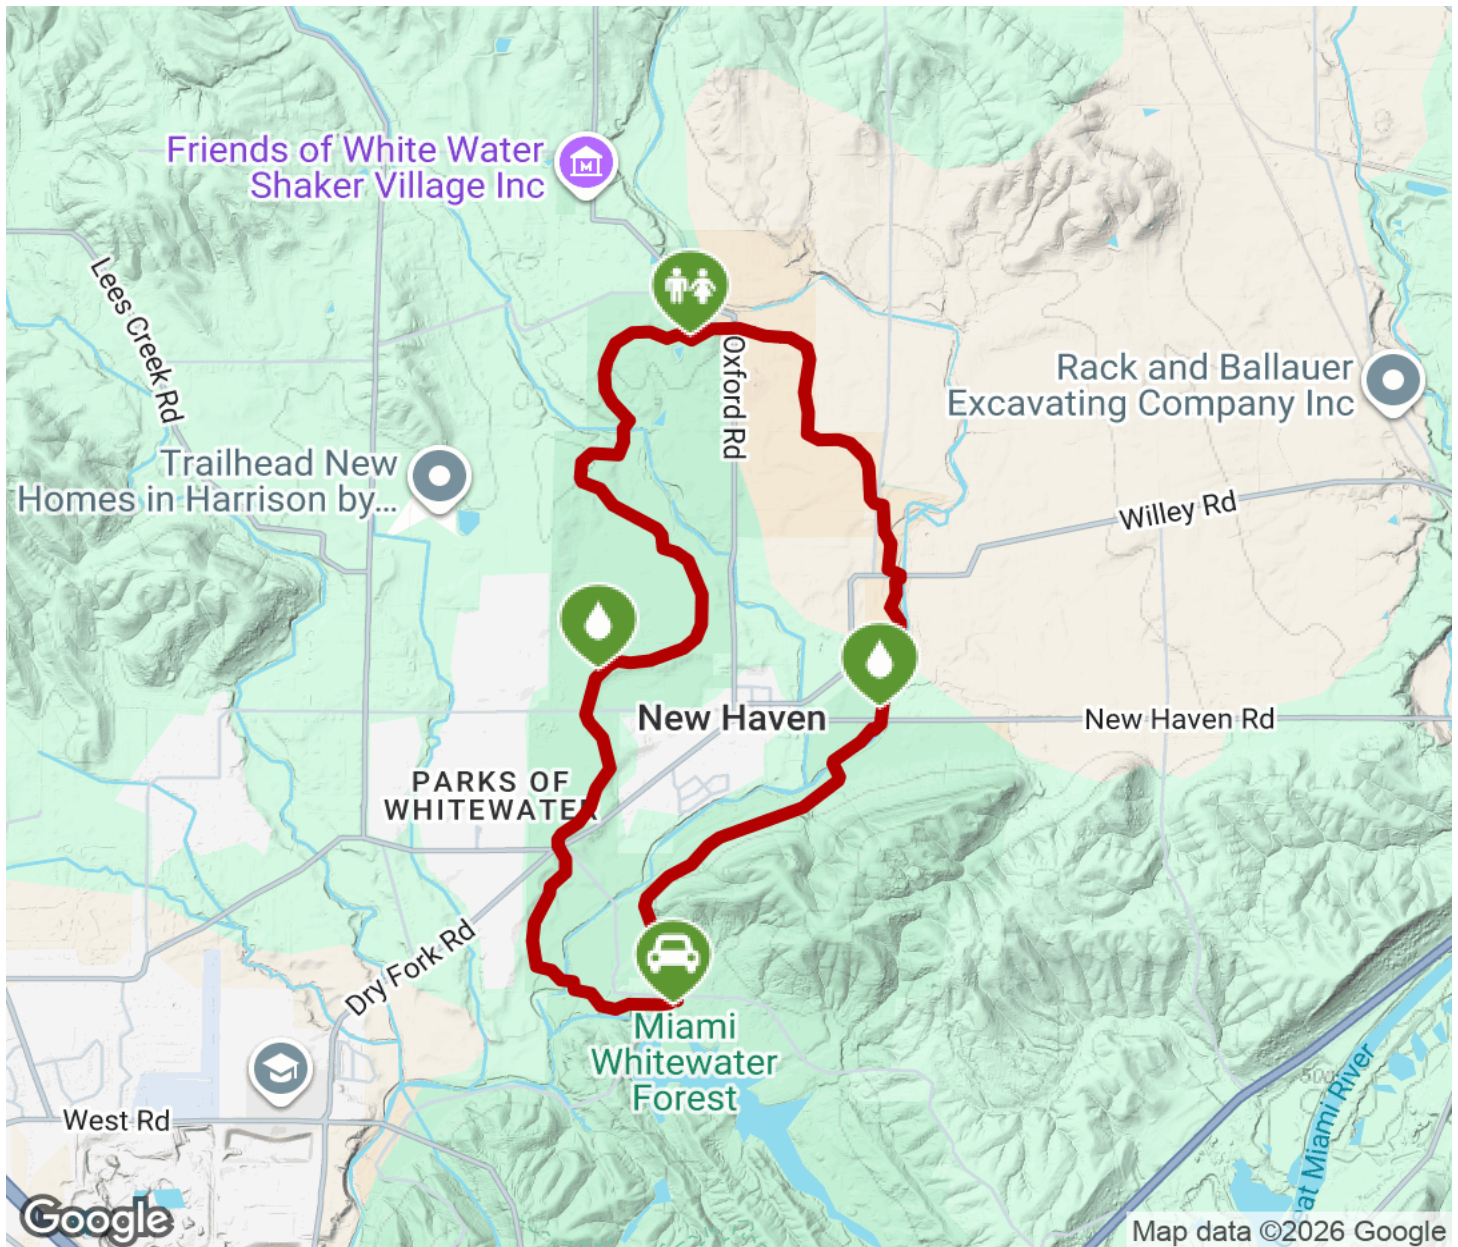 Friends of White Water
Shaker Village Inc
Lees Creek Rd
Oxford Rd
Rack and Ballauer
Excavating Company Inc
Trailhead New
Homes in Harrison by...
Willey Rd
New Haven
New Haven Rd
PARKS OF
WHITEWATER
Dry Fork Rd
Miami
Whitewater
Forest
West Rd
eat Miami River
Google
Map data ©2026 Google